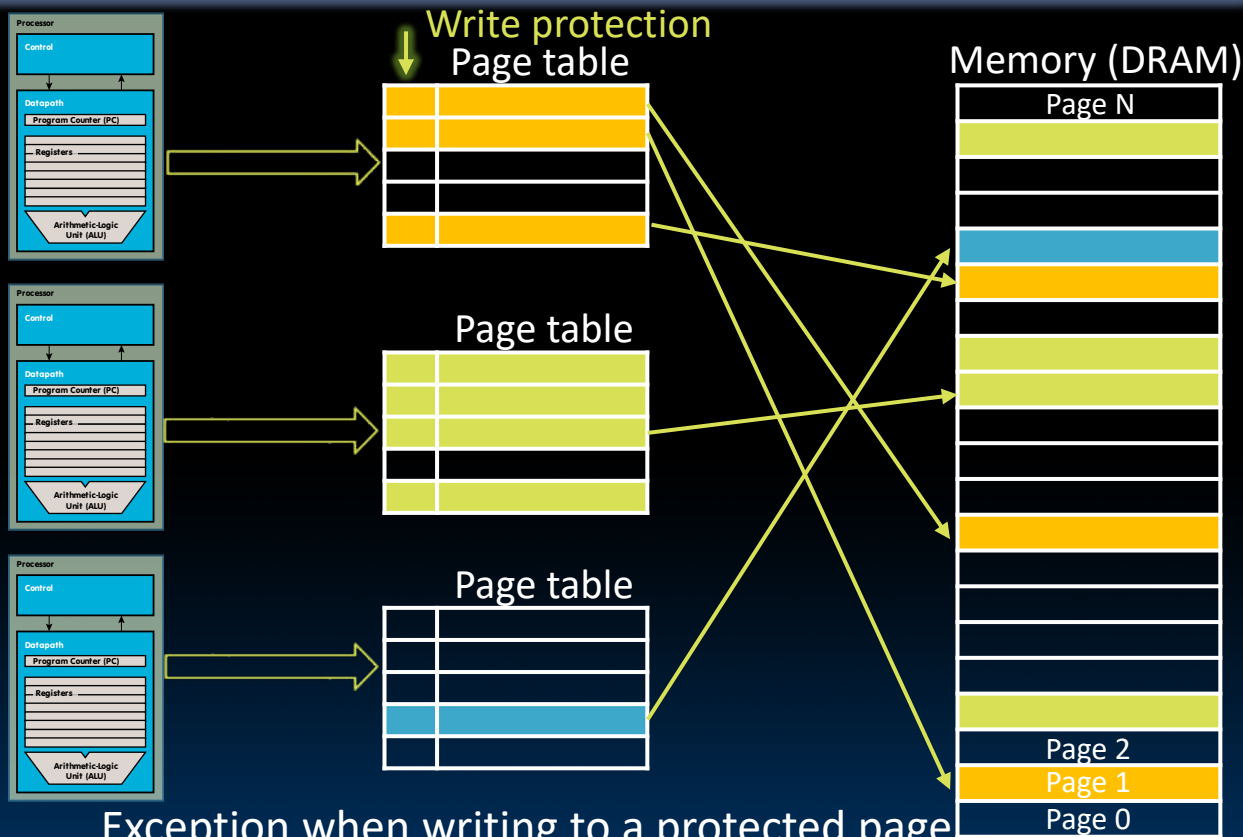 Write protection
Processor
Control
Datapath
Program Counter (PC)
Registers
Arithmetic-Logic
Unit (ALU)
Page table
Memory (DRAM)
Page N
Processor
Control
Datapath
Program Counter (PC)
Registers
Arithmetic-Logic
Unit (ALU)
Page table
Processor
Control
Datapath
Program Counter (PC)
Registers
Arithmetic-Logic
Unit (ALU)
Page table
Page 2
Page 1
Page 0
Exception when writing to a protected page